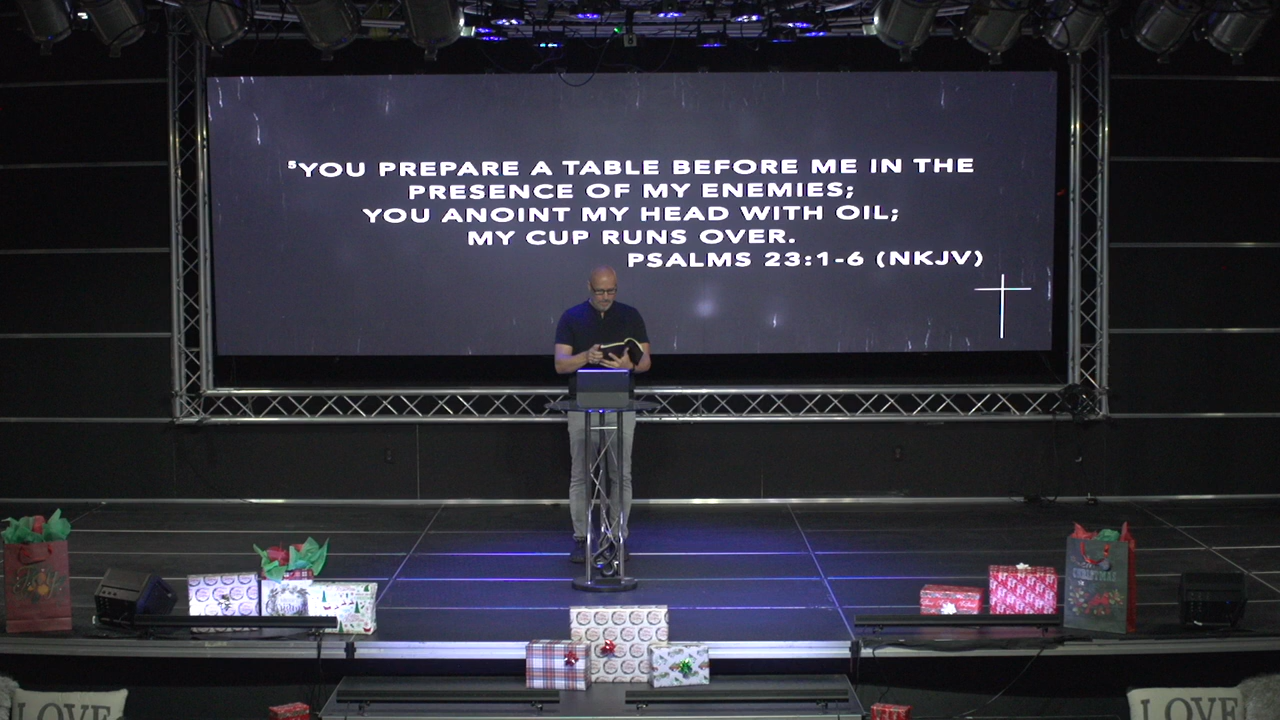 ⁵YOU PREPARE A TABLE BEFORE ME IN THE
PRESENCE OF MY ENEMIES;
YOU ANOINT MY HEAD WITH OIL;
MY CUP RUNS OVER.
PSALMS 23:1-6 (NKJV)
CHRISTMAS
LOVE
LOVE